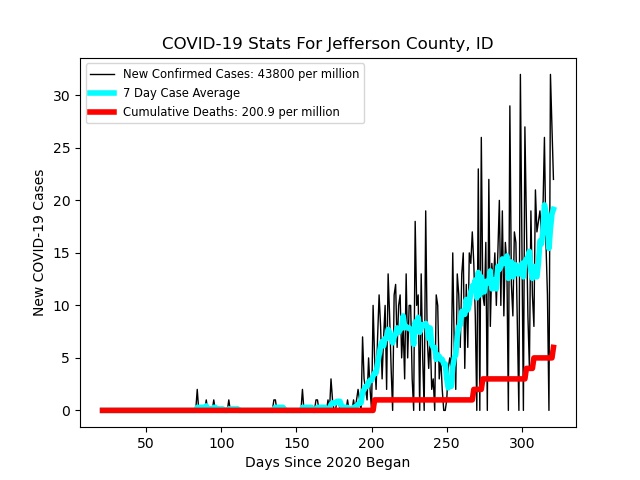 COVID-19 Stats For Jefferson County, ID
New Confirmed Cases: 43800 per million
7 Day Case Average
Cumulative Deaths: 200.9 per million
30
25
20
15
10
5
0
New COVID-19 Cases
50 100 150 200 250 300
Days Since 2020 Began